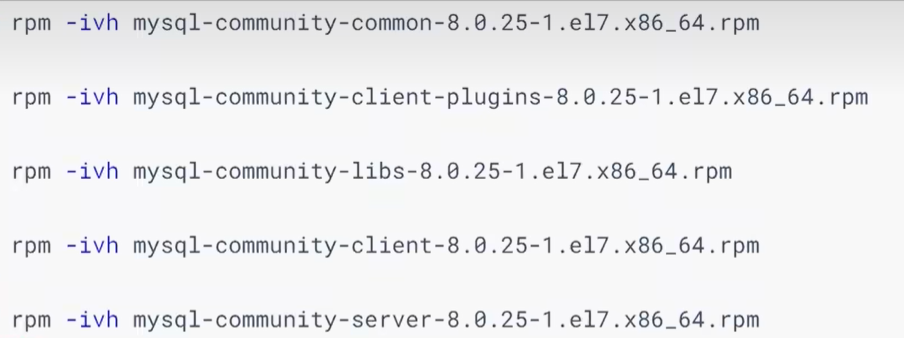 rpm -ivh mysql-community-common-8.0.25-1.el7.x86_64.rpm
rpm -ivh mysql-community-client-plugins-8.0.25-1.el7.x86_64.rpm
rpm -ivh mysql-community-libs-8.0.25-1.el7.x86_64.rpm
rpm -ivh mysql-community-client-8.0.25-1.el7.x86_64.rpm
rpm -ivh mysql-community-server-8.0.25-1.el7.x86_64.rpm